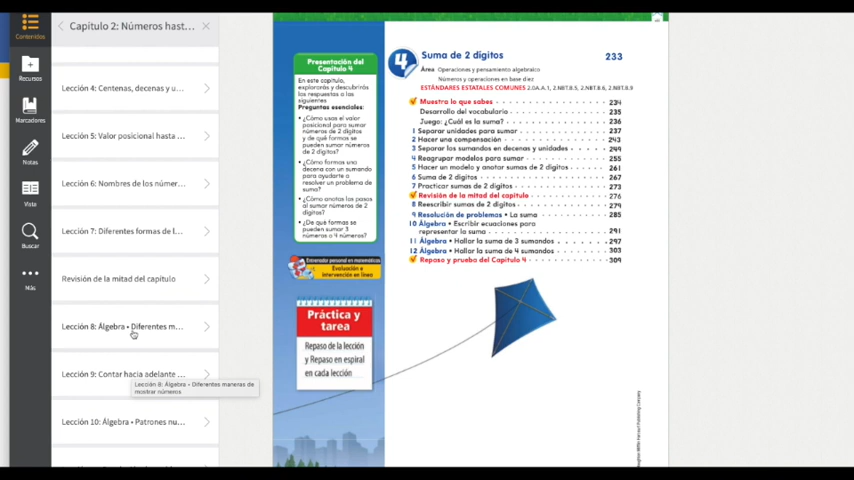 Contenidos
Recursos
Marcadores
Notas
Vista
Buscar
Más
Capítulo 2: Números hast...
Lección 4: Centenas, decenas y u...
Lección 5: Valor posicional hasta ...
Lección 6: Nombres de los númer...
Lección 7: Diferentes formas de l...
Revisión de la mitad del capítulo
Lección 8: Álgebra • Diferentes m...
Lección 9: Contar hacia adelante ...
Lección 8: Álgebra • Diferentes maneras de
mostrar números
Lección 10: Álgebra • Patrones nu...
Presentación del
Capítulo 4
En este capítulo,
explorarás y descubrirás
las respuestas a las
siguientes
Preguntas esenciales:
• ¿Cómo usas el valor
posicional para sumar
números de 2 dígitos
y de qué formas se
pueden sumar números
de 2 dígitos?
• ¿Cómo formas una
decena con un sumando
para ayudarte a
resolver un problema de
suma?
• ¿Cómo anotas los pasos
al sumar números de 2
dígitos?
• ¿De qué formas se
pueden sumar 3
números o 4 números?
Entrenador personal en matemáticas
Evaluación e
intervención en línea
Práctica y
tarea
Repaso de la lección
y Repaso en espiral
en cada lección
4 Suma de 2 dígitos 233
Área Operaciones y pensamiento algebraico
Números y operaciones en base diez
ESTÁNDARES ESTATALES COMUNES 2.OA.A.1, 2.NBT.B.5, 2.NBT.B.6, 2.NBT.B.9
Muestra lo que sabes 234
Desarrollo del vocabulario 235
Juego: ¿Cuál es la suma? 236
1 Separar unidades para sumar 237
2 Hacer una compensación 243
3 Separar los sumandos en decenas y unidades 249
4 Reagrupar modelos para sumar 255
5 Hacer un modelo y anotar sumas de 2 dígitos 261
6 Suma de 2 dígitos 267
7 Practicar sumas de 2 dígitos 273
Revisión de la mitad del capítulo 276
8 Reescribir sumas de 2 dígitos 279
9 Resolución de problemas • La suma 285
10 Álgebra • Escribir ecuaciones para
representar la suma 291
11 Álgebra • Hallar la suma de 3 sumandos 297
12 Álgebra • Hallar la suma de 4 sumandos 303
Repaso y prueba del Capítulo 4 309